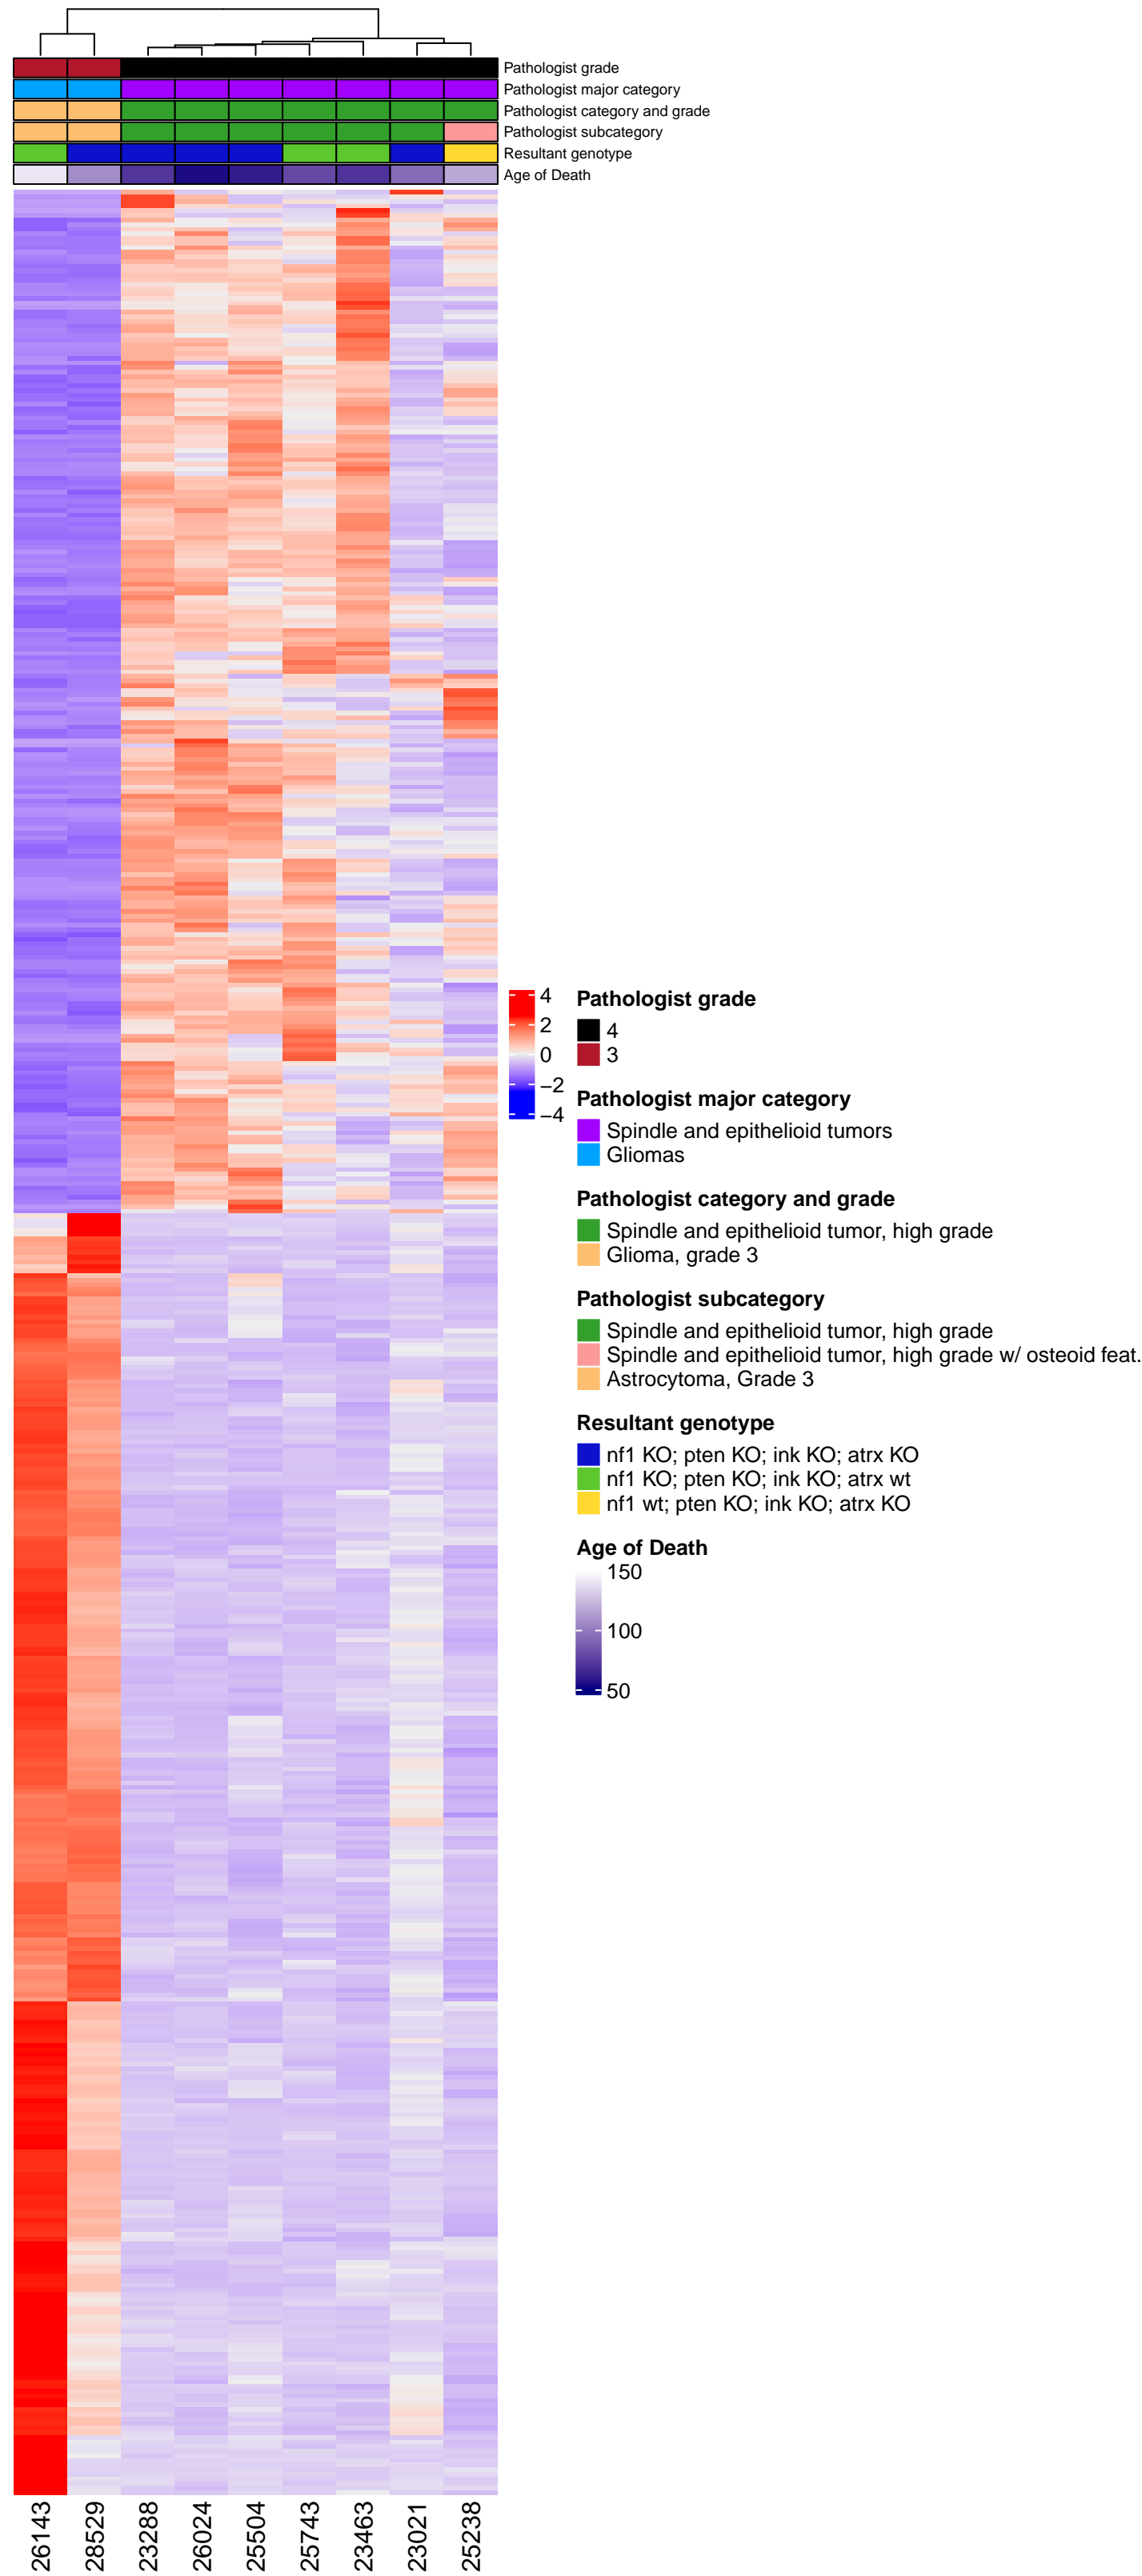 Pathologist grade
Pathologist major category
Pathologist category and grade
Pathologist subcategory
Resultant genotype
Age of Death
4
2
0
−2
−4
Pathologist grade
4
3
Pathologist major category
Spindle and epithelioid tumors
Gliomas
Pathologist category and grade
Spindle and epithelioid tumor, high grade
Glioma, grade 3
Pathologist subcategory
Spindle and epithelioid tumor, high grade
Spindle and epithelioid tumor, high grade w/ osteoid feat.
Astrocytoma, Grade 3
Resultant genotype
nf1 KO; pten KO; ink KO; atrx KO
nf1 KO; pten KO; ink KO; atrx wt
nf1 wt; pten KO; ink KO; atrx KO
Age of Death
150
100
50
26143
28529
23288
26024
25504
25743
23463
23021
25238